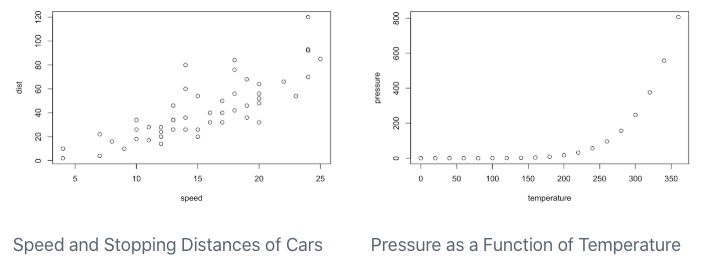 dist
0 20 40 60 80 100 120
5 10 15 20 25
speed
pressure
0 200 400 600 800
0 50 100 150 200 250 300 350
temperature
Speed and Stopping Distances of Cars
Pressure as a Function of Temperature